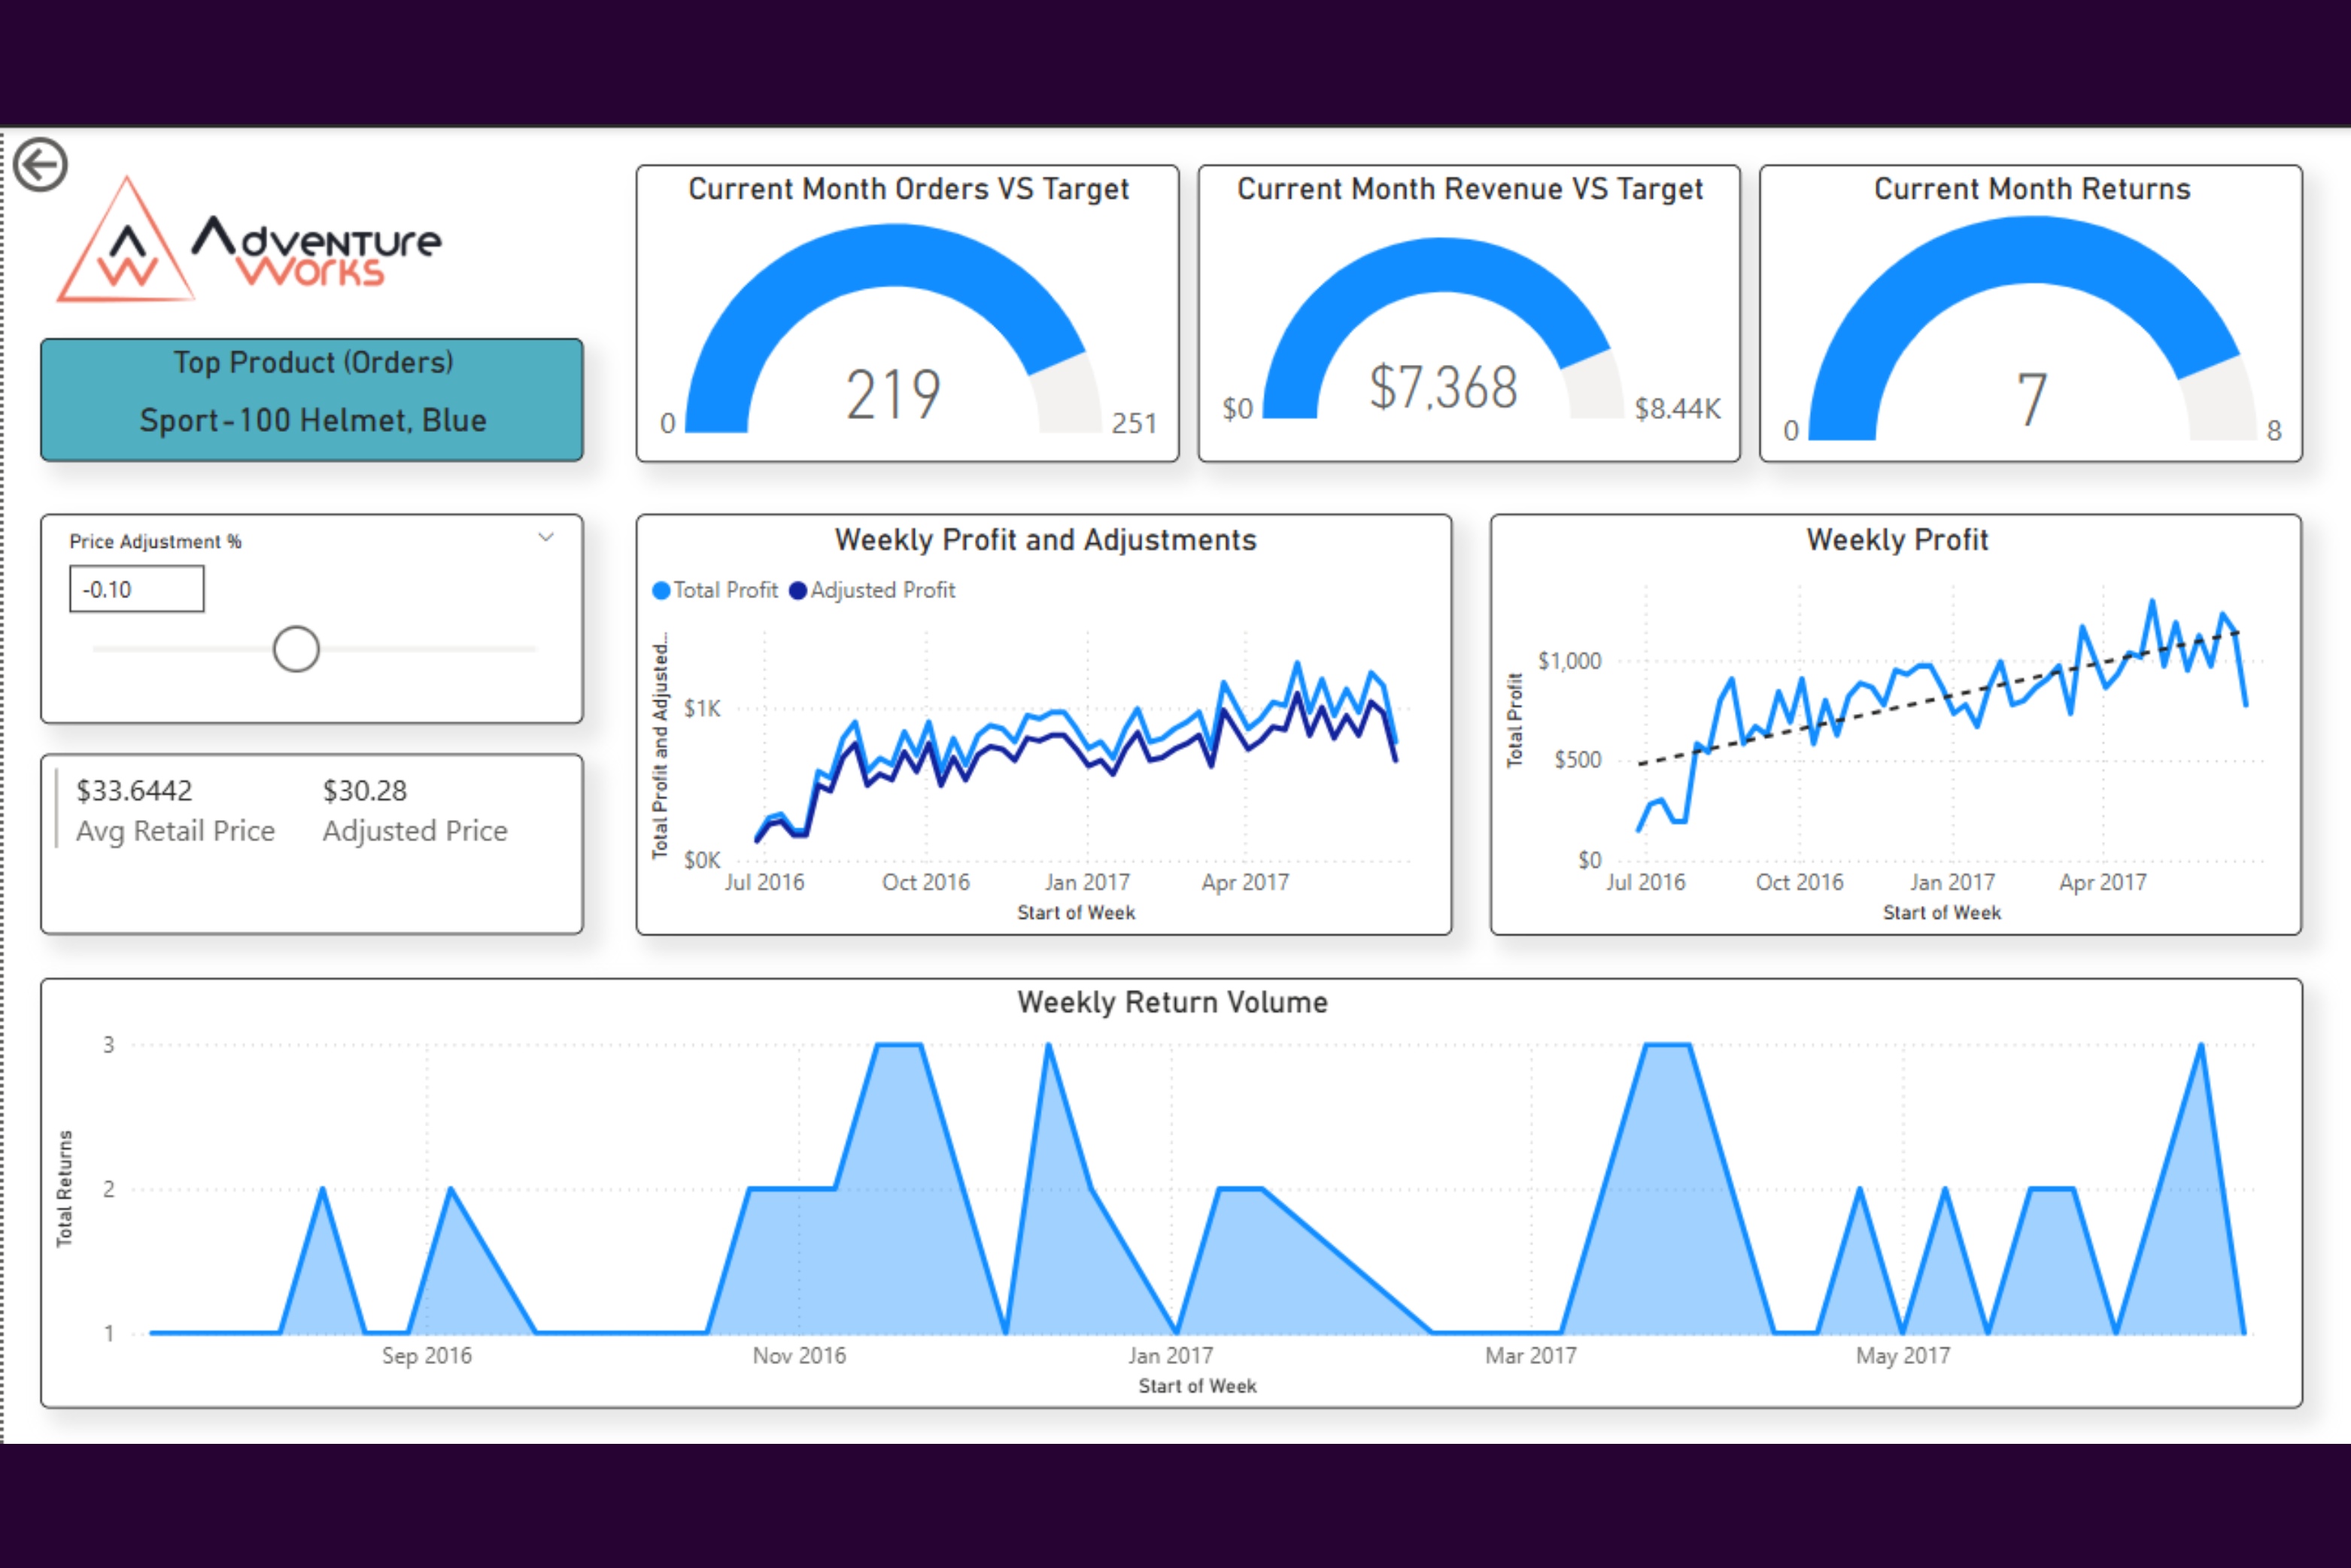 AW
Adventure
Works
Top Product (Orders)
Sport-100 Helmet, Blue
Current Month Orders VS Target
219
0
251
Current Month Revenue VS Target
$7,368
$0
$8.44K
Current Month Returns
7
0
8
Price Adjustment %
-0.10
$33.6442
Avg Retail Price
$30.28
Adjusted Price
Weekly Profit and Adjustments
Total Profit
Adjusted Profit
Total Profit and Adjusted...
$1K
$0K
Jul 2016
Oct 2016
Jan 2017
Apr 2017
Start of Week
Weekly Profit
Total Profit
$1,000
$500
$0
Jul 2016
Oct 2016
Jan 2017
Apr 2017
Start of Week
Weekly Return Volume
Total Returns
3
2
1
Sep 2016
Nov 2016
Jan 2017
Mar 2017
May 2017
Start of Week